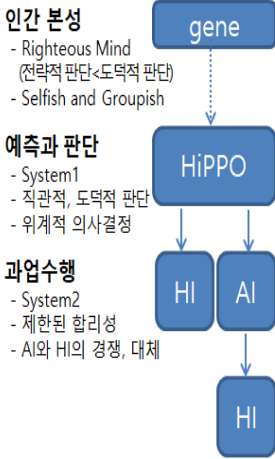 인간 본성
- Righteous Mind
(전략적 판단<도덕적 판단)
- Selfish and Groupish
예측과 판단
- System1
- 직관적, 도덕적 판단
- 위계적 의사결정
과업수행
- System2
- 제한된 합리성
- AI와 HI의 경쟁, 대체
gene
HiPPO
HI
AI
HI